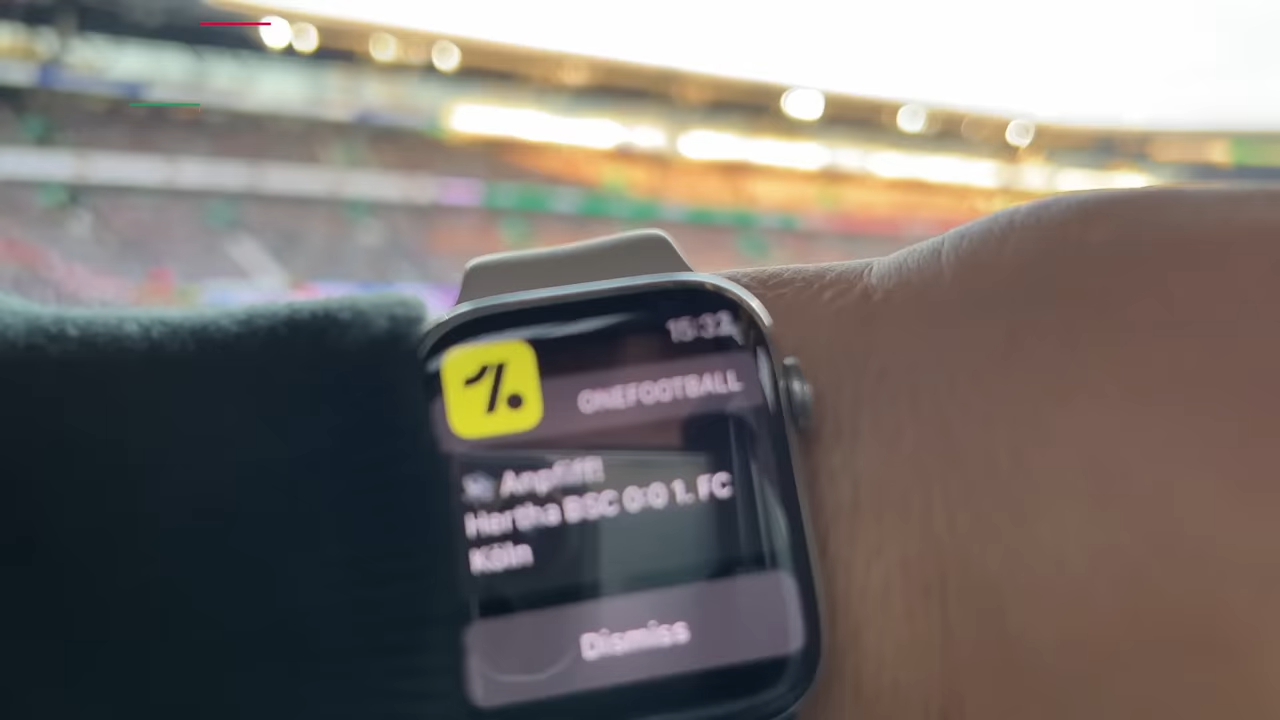 15:32
ONEFOOTBALL
Anpfiff!
Hertha BSC 0:0 1. FC
Köln
Dismiss